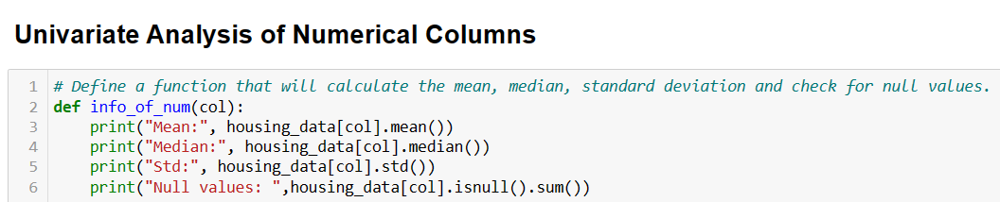 Univariate Analysis of Numerical Columns
1 # Define a function that will calculate the mean, median, standard deviation and check for null values.
2 def info_of_num(col):
3     print("Mean:", housing_data[col].mean())
4     print("Median:", housing_data[col].median())
5     print("Std:", housing_data[col].std())
6     print("Null values: ",housing_data[col].isnull().sum())